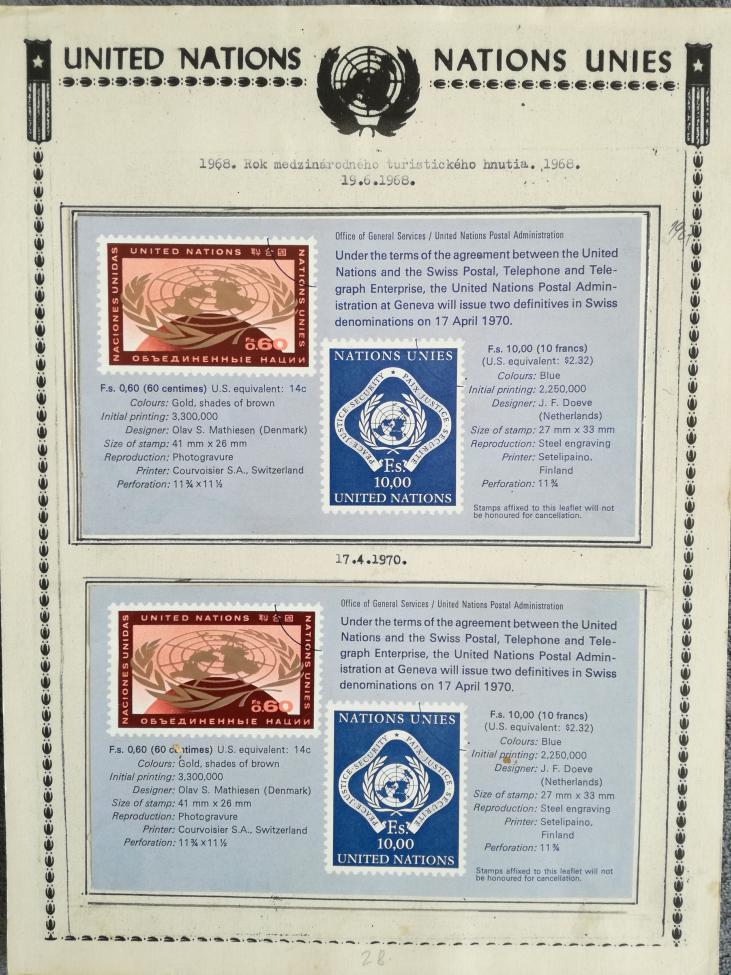 UNITED NATIONS NATIONS UNIES
1968. Rok medzinárodného turistického hnutia. 1968.
19.6.1968.
UNITED NATIONS 聯合國
NACIONES UNIDAS
NATIONS UNIES
Fs 0.60
ОБЪЕДИНЕННЫЕ НАЦИИ
Office of General Services / United Nations Postal Administration
Under the terms of the agreement between the United
Nations and the Swiss Postal, Telephone and Tele-
graph Enterprise, the United Nations Postal Admin-
istration at Geneva will issue two definitives in Swiss
denominations on 17 April 1970.
F.s. 0,60 (60 centimes) U.S. equivalent: 14c
Colours: Gold, shades of brown
Initial printing: 3,300,000
Designer: Olav S. Mathiesen (Denmark)
Size of stamp: 41 mm x 26 mm
Reproduction: Photogravure
Printer: Courvoisier S.A., Switzerland
Perforation: 11¾ x 11½
NATIONS UNIES
PEACE·JUSTICE·SECURITY ★ PAIX·JUSTICE·SECURITÉ
F.s.
10,00
UNITED NATIONS
F.s. 10,00 (10 francs)
(U.S. equivalent: $2.32)
Colours: Blue
Initial printing: 2,250,000
Designer: J. F. Doeve
(Netherlands)
Size of stamp: 27 mm x 33 mm
Reproduction: Steel engraving
Printer: Setelipaino,
Finland
Perforation: 11¾
Stamps affixed to this leaflet will not
be honoured for cancellation.
17.4.1970.
UNITED NATIONS 聯合國
NACIONES UNIDAS
NATIONS UNIES
Fs 0.60
ОБЪЕДИНЕННЫЕ НАЦИИ
Office of General Services / United Nations Postal Administration
Under the terms of the agreement between the United
Nations and the Swiss Postal, Telephone and Tele-
graph Enterprise, the United Nations Postal Admin-
istration at Geneva will issue two definitives in Swiss
denominations on 17 April 1970.
F.s. 0,60 (60 centimes) U.S. equivalent: 14c
Colours: Gold, shades of brown
Initial printing: 3,300,000
Designer: Olav S. Mathiesen (Denmark)
Size of stamp: 41 mm x 26 mm
Reproduction: Photogravure
Printer: Courvoisier S.A., Switzerland
Perforation: 11¾ x 11½
NATIONS UNIES
PEACE·JUSTICE·SECURITY ★ PAIX·JUSTICE·SECURITÉ
F.s.
10,00
UNITED NATIONS
F.s. 10,00 (10 francs)
(U.S. equivalent: $2.32)
Colours: Blue
Initial printing: 2,250,000
Designer: J. F. Doeve
(Netherlands)
Size of stamp: 27 mm x 33 mm
Reproduction: Steel engraving
Printer: Setelipaino,
Finland
Perforation: 11¾
Stamps affixed to this leaflet will not
be honoured for cancellation.
28.